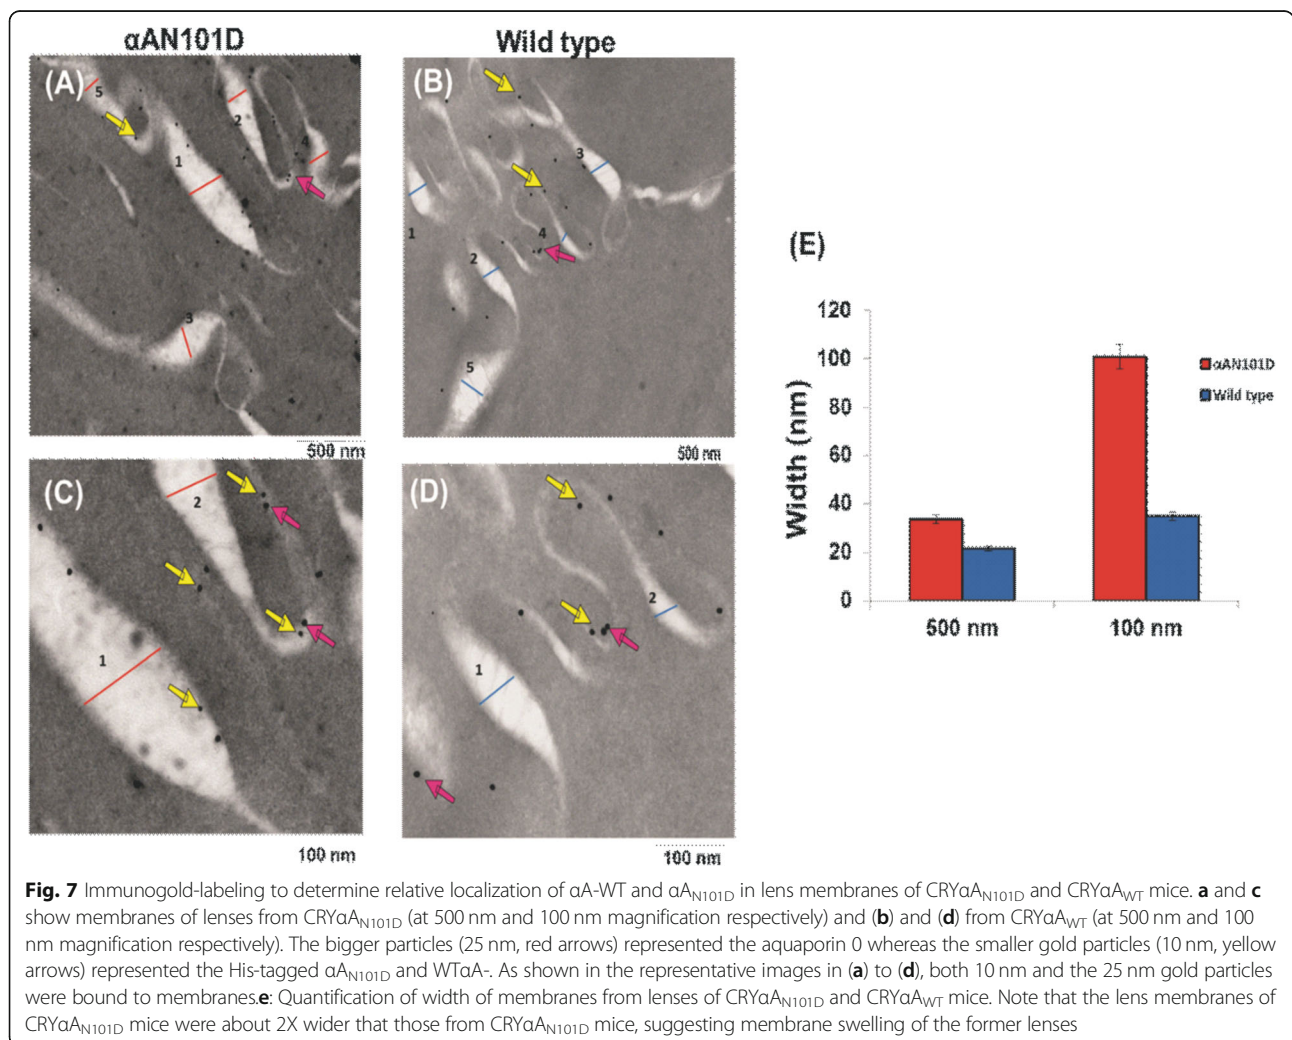 αAN101D
Wild type
(A)
5
2
4
1
3
500 nm
(B)
3
1
4
2
5
500 nm
(C)
2
1
100 nm
(D)
2
1
100 nm
(E)
120
100
80
60
40
20
0
Width (nm)
500 nm
100 nm
αAN101D
Wild type
Fig. 7 Immunogold-labeling to determine relative localization of αA-WT and αAN101D in lens membranes of CRYαAN101D and CRYαAWT mice. a and c
show membranes of lenses from CRYαAN101D (at 500 nm and 100 nm magnification respectively) and (b) and (d) from CRYαAWT (at 500 nm and 100
nm magnification respectively). The bigger particles (25 nm, red arrows) represented the aquaporin 0 whereas the smaller gold particles (10 nm, yellow
arrows) represented the His-tagged αAN101D and WTαA-. As shown in the representative images in (a) to (d), both 10 nm and the 25 nm gold particles
were bound to membranes.e: Quantification of width of membranes from lenses of CRYαAN101D and CRYαAWT mice. Note that the lens membranes of
CRYαAN101D mice were about 2X wider that those from CRYαAN101D mice, suggesting membrane swelling of the former lenses